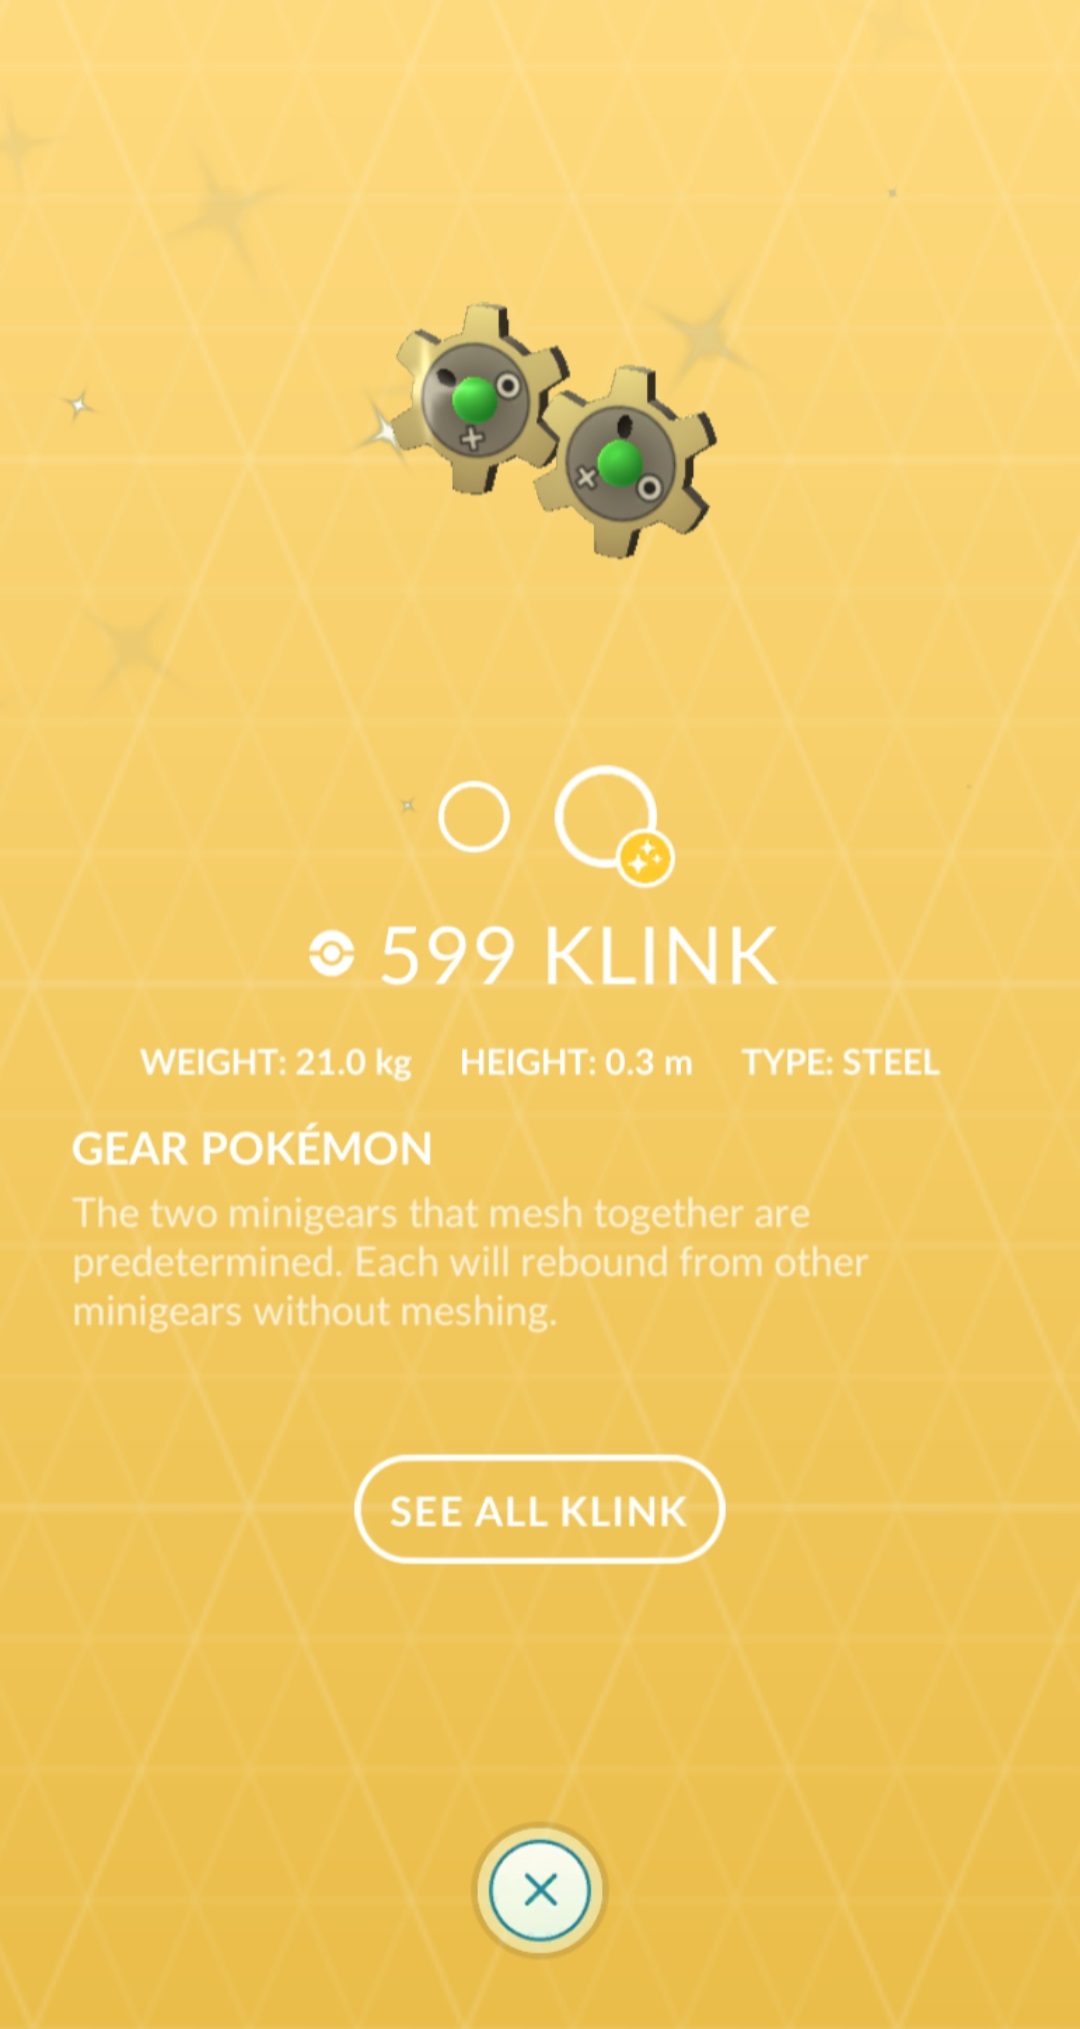 599 KLINK
WEIGHT: 21.0 kg HEIGHT: 0.3 m TYPE: STEEL
GEAR POKÉMON
The two minigears that mesh together are
predetermined. Each will rebound from other
minigears without meshing.
SEE ALL KLINK